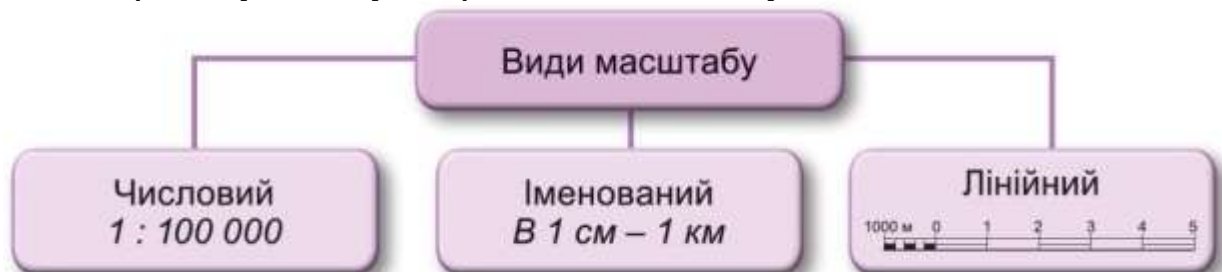 Види масштабу
Числовий
1 : 100 000
Іменований
В 1 см – 1 км
Лінійний
1000 м 0 1 2 3 4 5